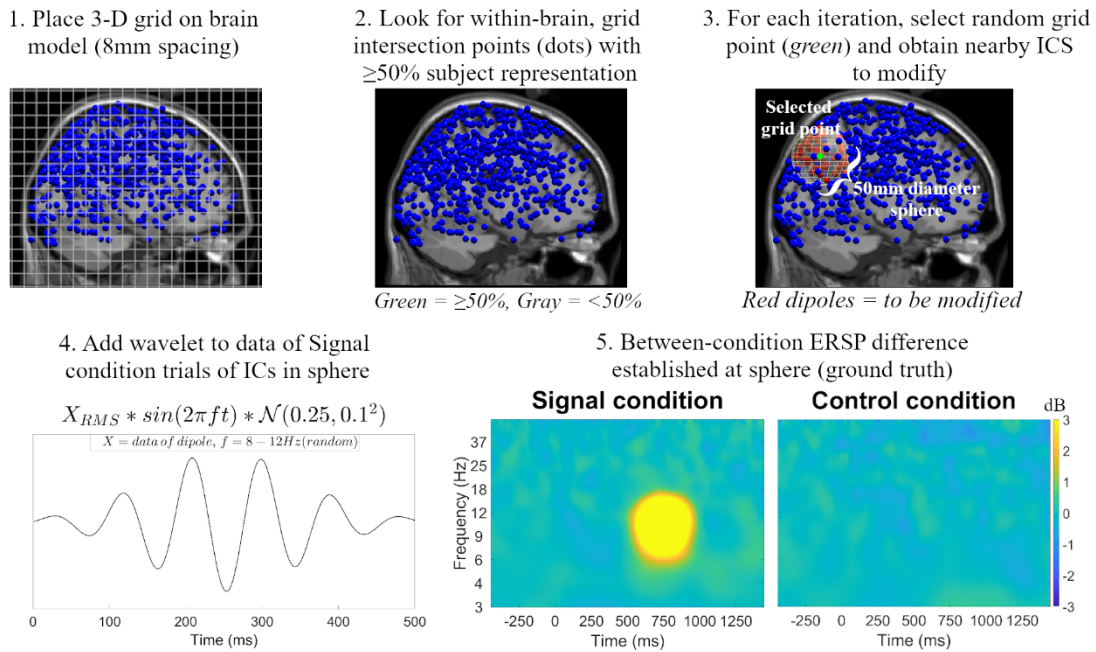 1. Place 3-D grid on brain
model (8mm spacing)
2. Look for within-brain, grid
intersection points (dots) with
≥50% subject representation
Green = ≥50%, Gray = <50%
3. For each iteration, select random grid
point (green) and obtain nearby ICS
to modify
Selected
grid point
50mm diameter
sphere
Red dipoles = to be modified
4. Add wavelet to data of Signal
condition trials of ICs in sphere
X_RMS * sin(2πft) * 𝒩(0.25, 0.1²)
X = data of dipole, f = 8 − 12Hz(random)
0 100 200 300 400 500
Time (ms)
5. Between-condition ERSP difference
established at sphere (ground truth)
Signal condition
Control condition
dB
Frequency (Hz)
37
25
18
12
9
6
4
3
-250 0 250 500 750 1000 1250
Time (ms)
-250 0 250 500 750 1000 1250
Time (ms)
3
2
1
0
-1
-2
-3